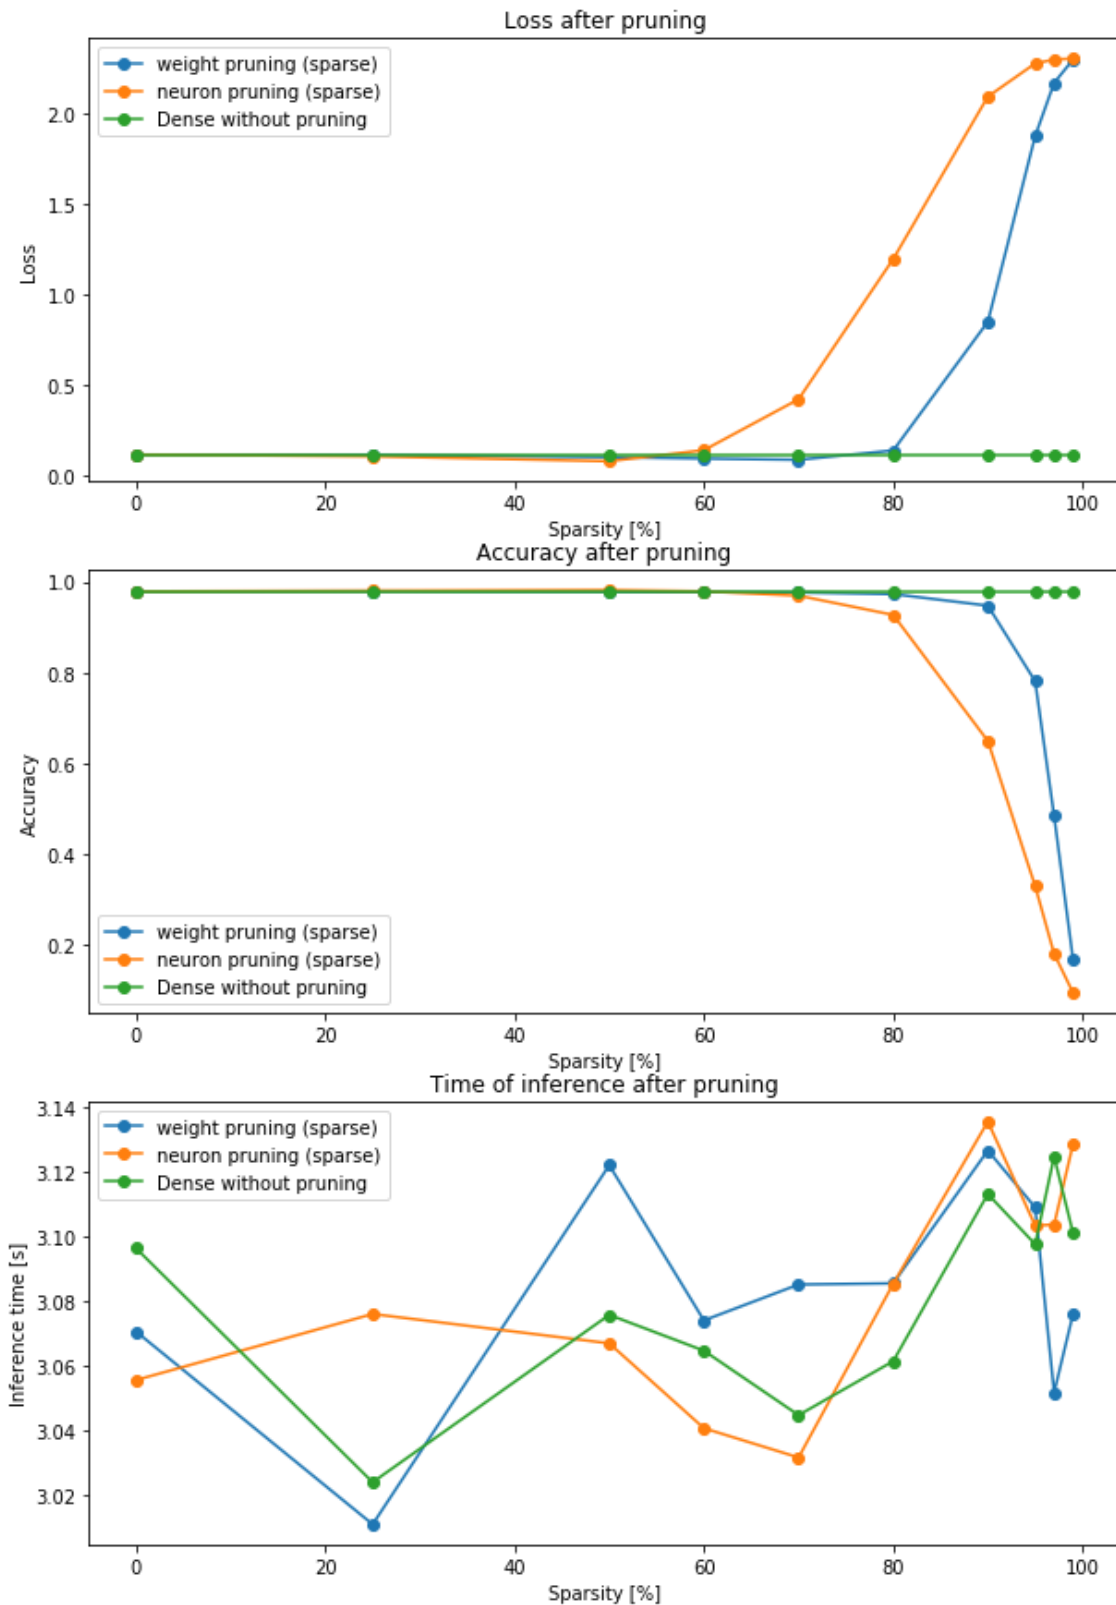 Loss after pruning
weight pruning (sparse)
neuron pruning (sparse)
Dense without pruning
2.0
1.5
1.0
0.5
0.0
Loss
0 20 40 60 80 100
Sparsity [%]
Accuracy after pruning
1.0
0.8
0.6
0.4
0.2
Accuracy
weight pruning (sparse)
neuron pruning (sparse)
Dense without pruning
0 20 40 60 80 100
Sparsity [%]
Time of inference after pruning
3.14
3.12
3.10
3.08
3.06
3.04
3.02
Inference time [s]
weight pruning (sparse)
neuron pruning (sparse)
Dense without pruning
0 20 40 60 80 100
Sparsity [%]